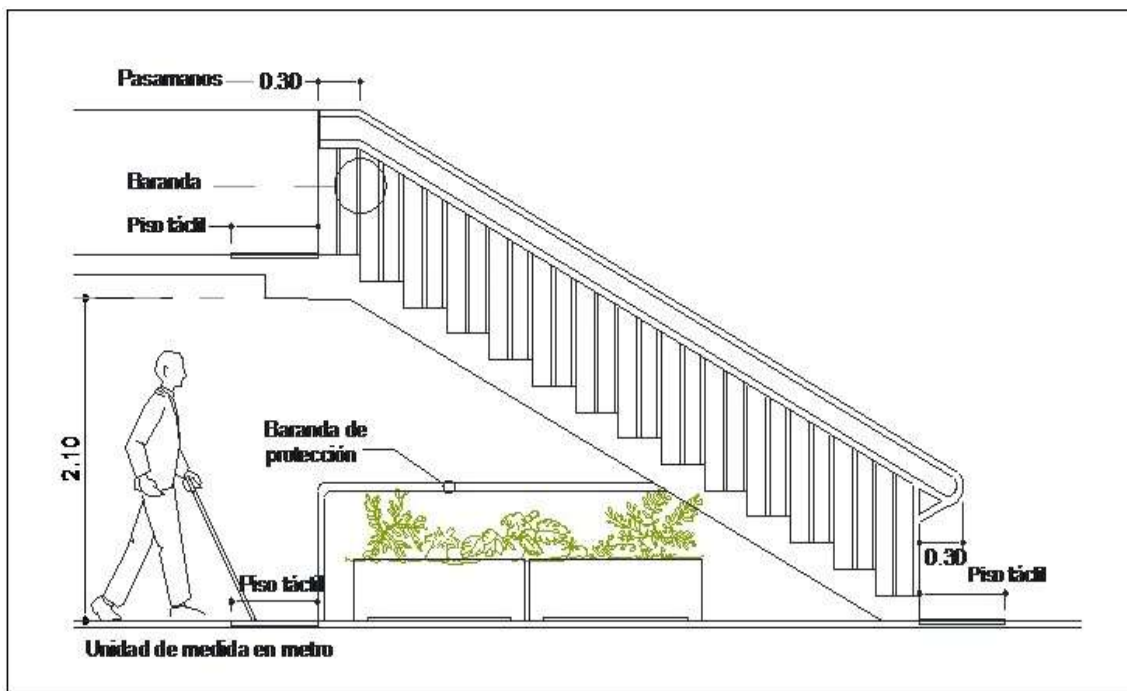 Pasamanos 0.30
Baranda
Piso táctil
2.10
Baranda de
protección
0.30
Piso táctil
Piso táctil
Unidad de medida en metro